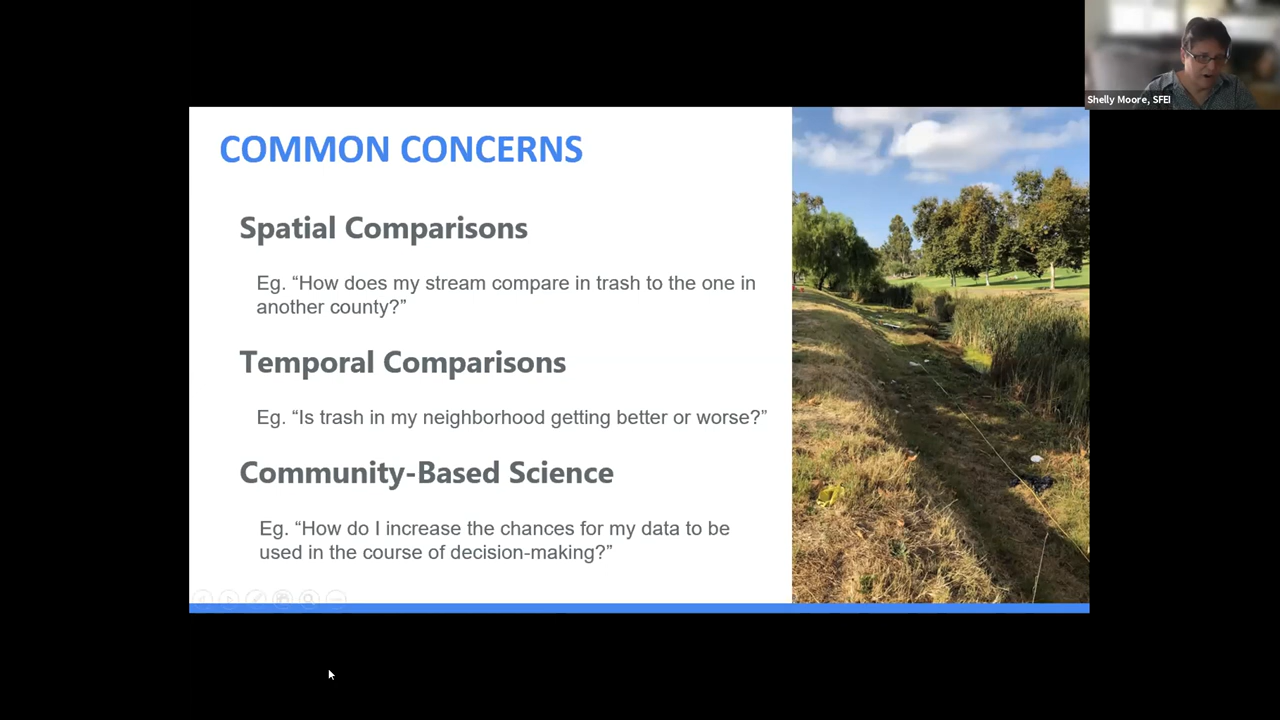 Shelly Moore, SFEI
COMMON CONCERNS
Spatial Comparisons
Eg. “How does my stream compare in trash to the one in
another county?”
Temporal Comparisons
Eg. “Is trash in my neighborhood getting better or worse?”
Community-Based Science
Eg. “How do I increase the chances for my data to be
used in the course of decision-making?”